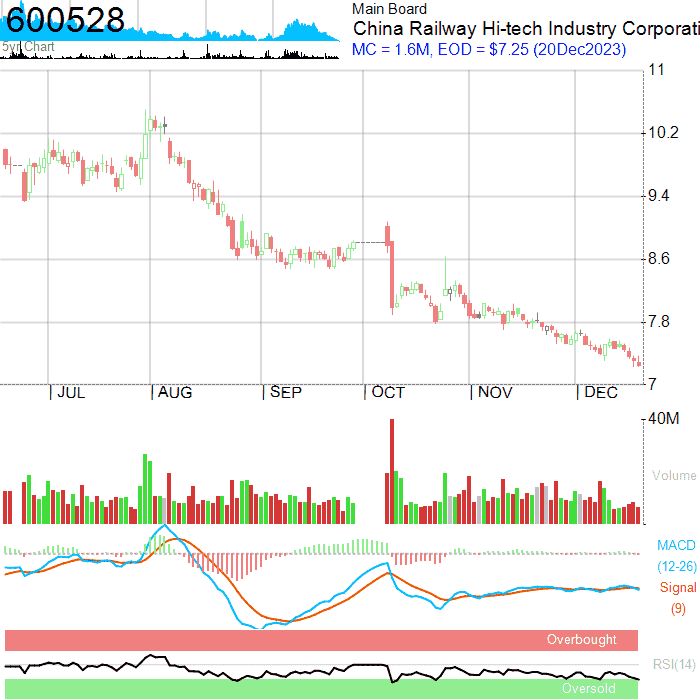 600528
5yr Chart
Main Board
China Railway Hi-tech Industry Corporati
MC = 1.6M, EOD = $7.25 (20Dec2023)
11
10.2
9.4
8.6
7.8
7
JUL AUG SEP OCT NOV DEC
40M
Volume
MACD
(12-26)
Signal
(9)
Overbought
RSI(14)
Oversold